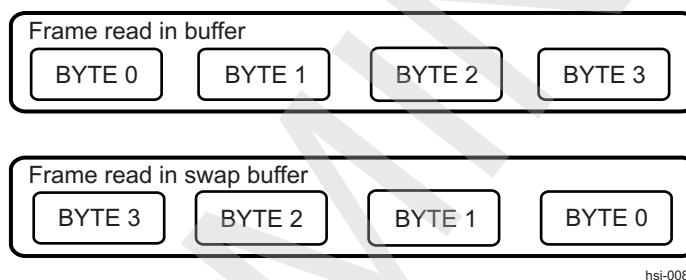 Frame read in buffer
BYTE 0 BYTE 1 BYTE 2 BYTE 3
Frame read in swap buffer
BYTE 3 BYTE 2 BYTE 1 BYTE 0
hsi-008